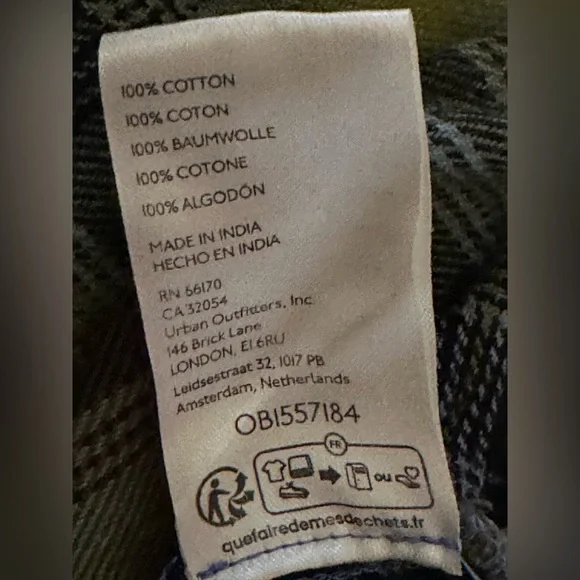 100% COTTON
100% COTON
100% BAUMWOLLE
100% COTONE
100% ALGODÓN
MADE IN INDIA
HECHO EN INDIA
RN 66170
CA 32054
Urban Outfitters, Inc
146 Brick Lane
LONDON, E1 6RU
Leidsestraat 32, 1017 PB
Amsterdam, Netherlands
OB1557184
FR
ou
quefairedemesdechets.fr